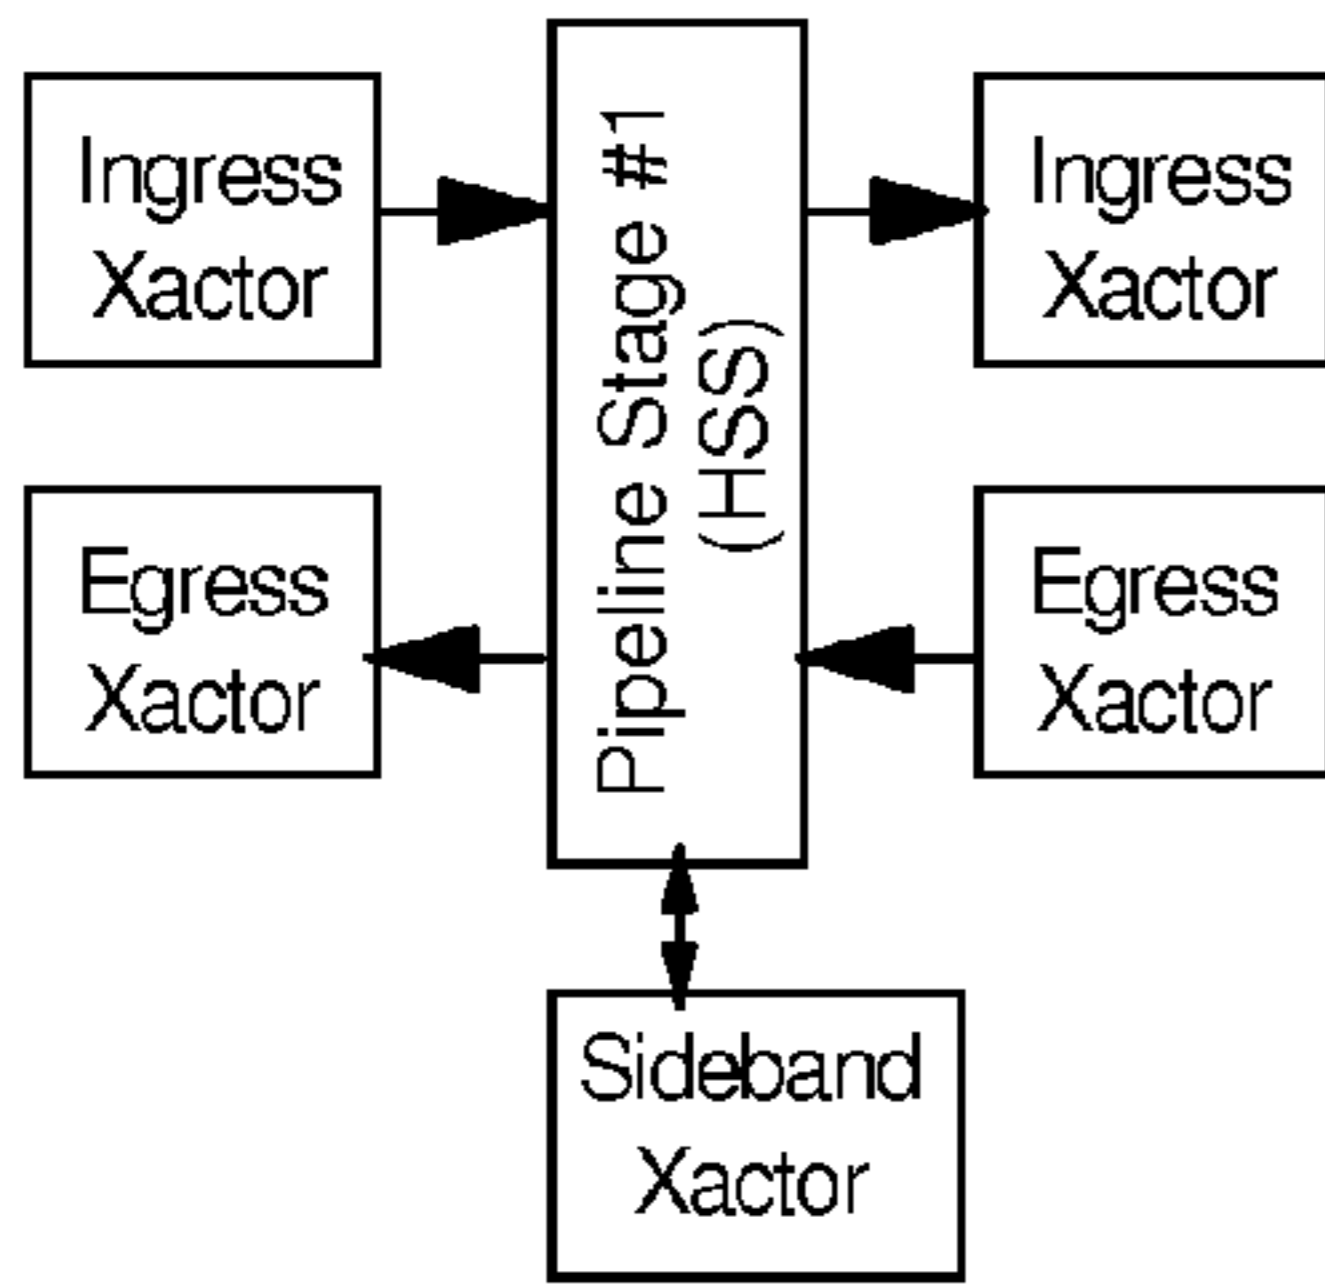 Ingress
Xactor
Pipeline Stage #1
(HSS)
Ingress
Xactor
Egress
Xactor
Egress
Xactor
Sideband
Xactor